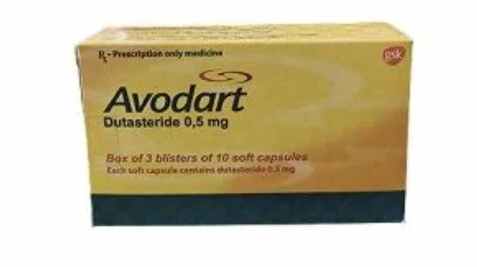 Rx - Prescription only medicine
gsk
Avodart
Dutasteride 0,5 mg
Box of 3 blisters of 10 soft capsules
Each soft capsule contains dutasteride 0,5 mg